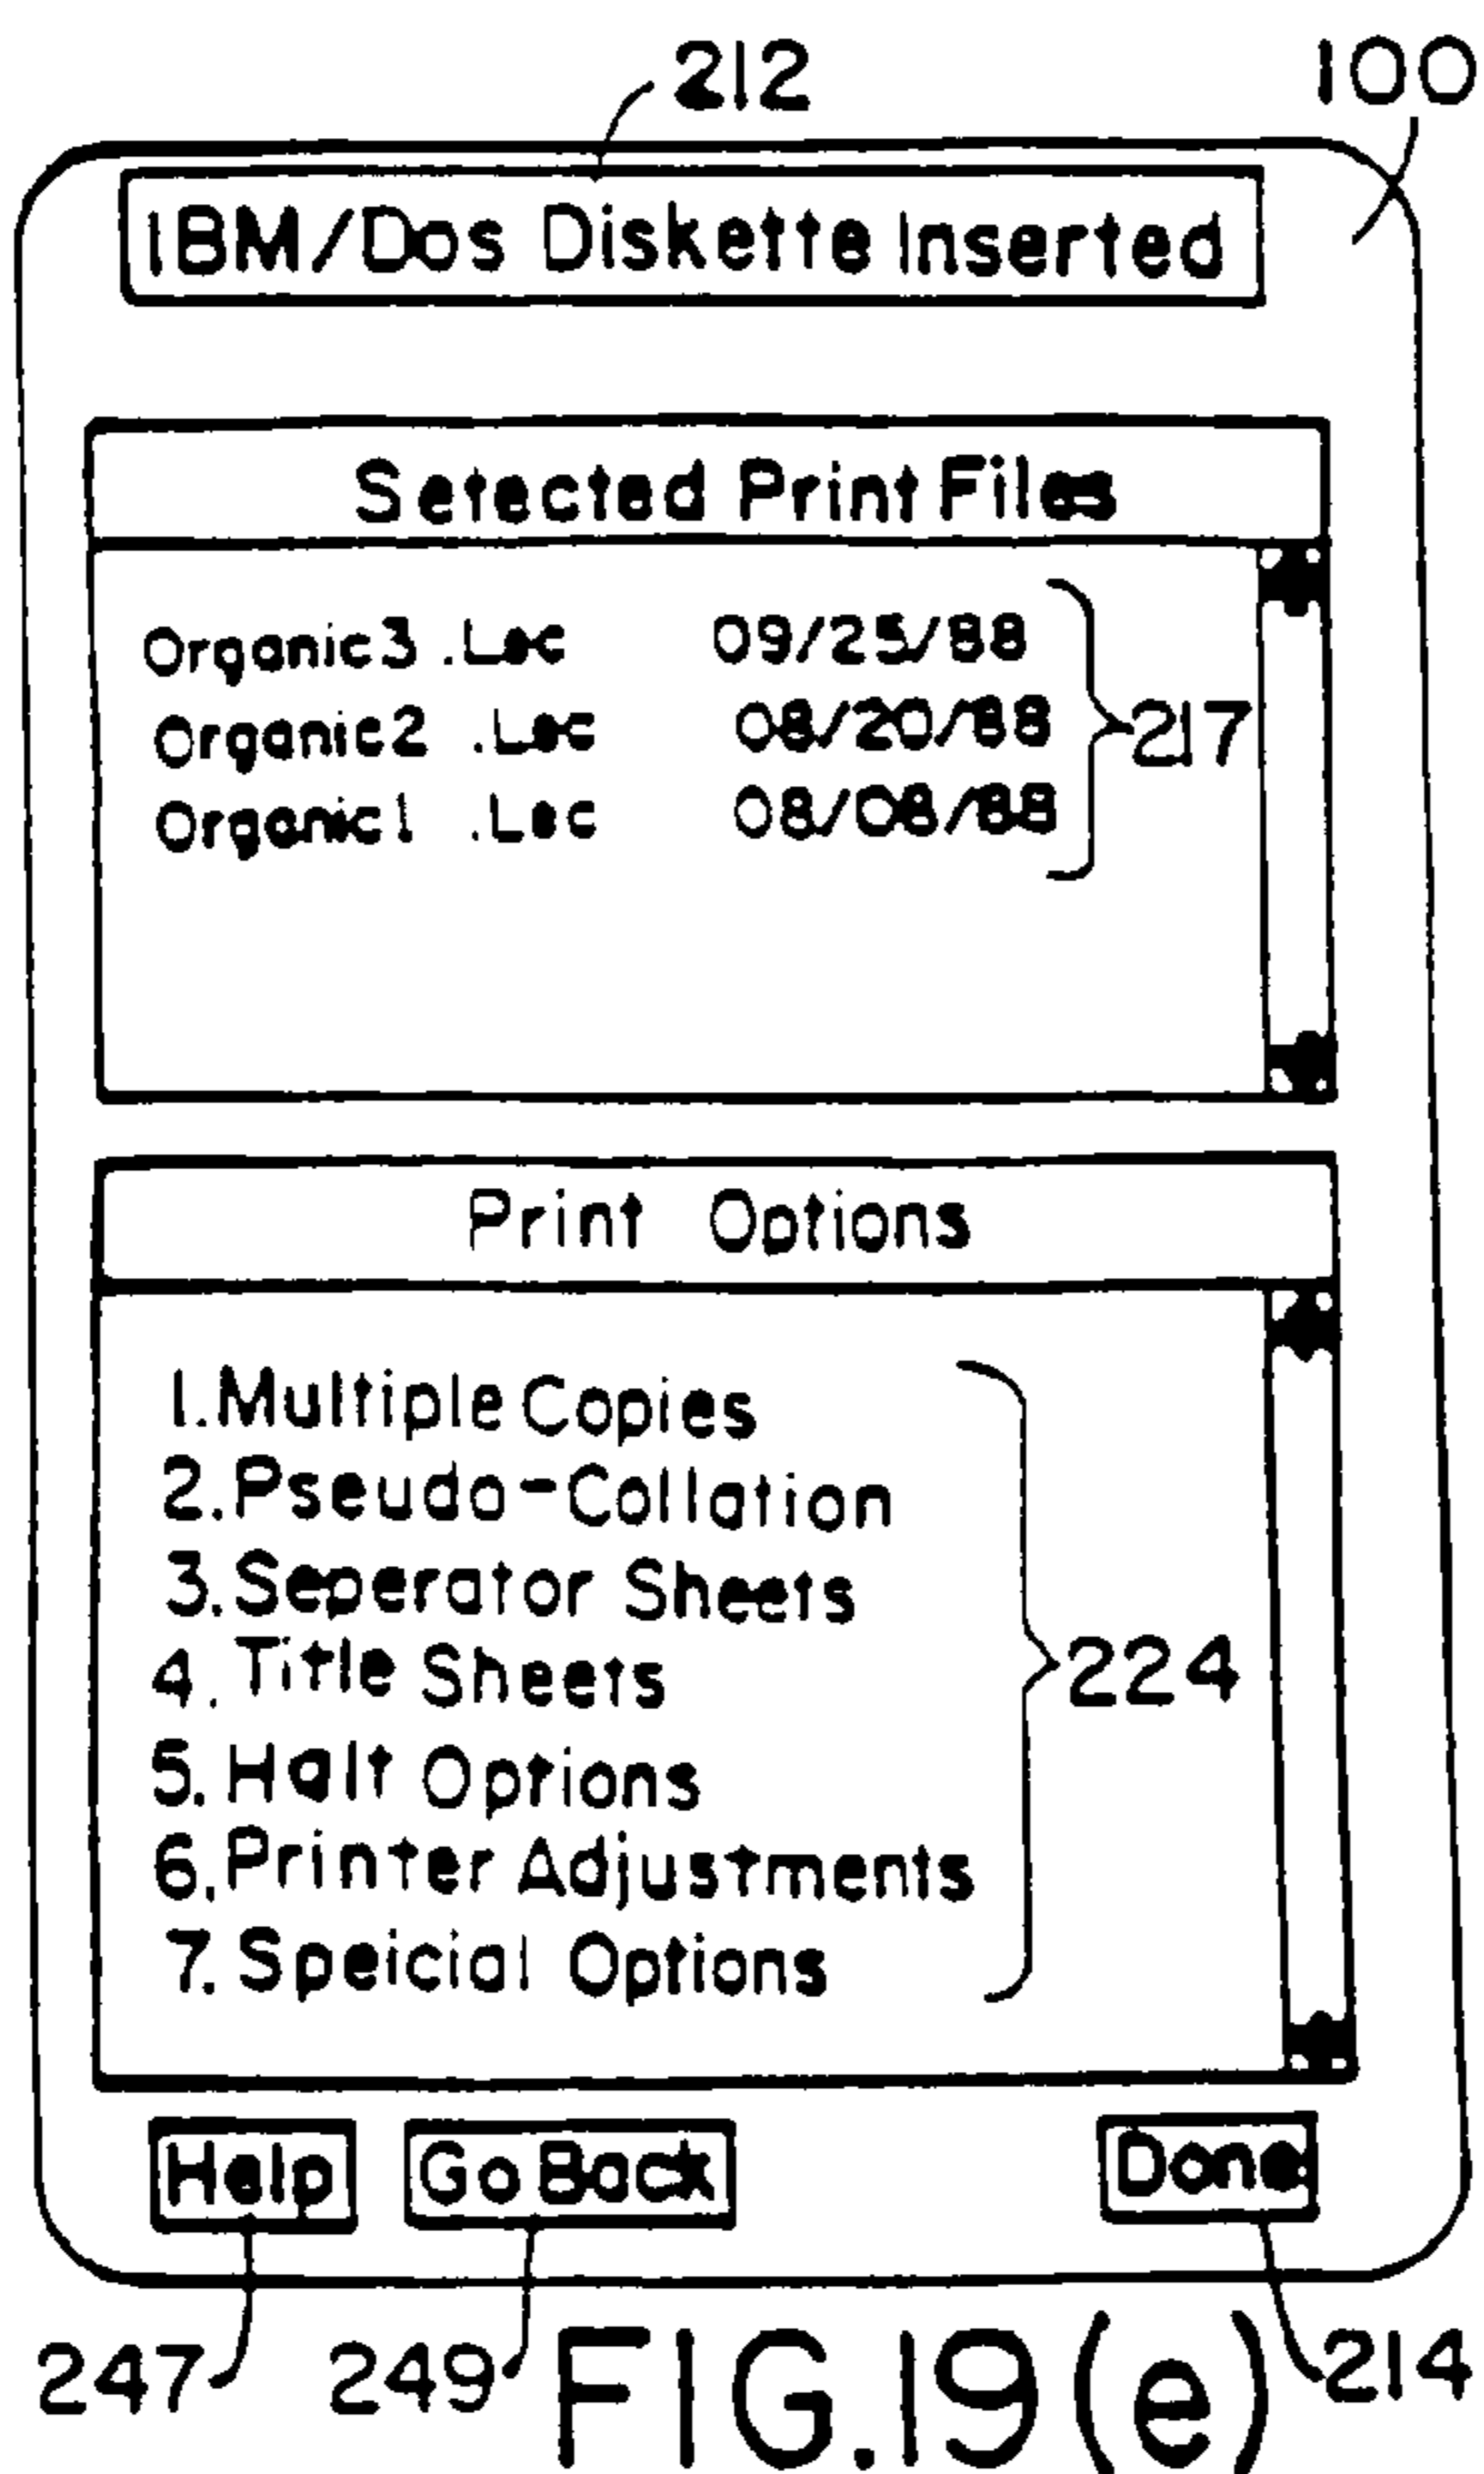 212 100
IBM/Dos Diskette Inserted
Selected Print Files
Organic3 .Lec 09/25/88
Organic2 .Lec 08/20/88
Organic1 .Lec 08/08/88
217
Print Options
1. Multiple Copies
2. Pseudo-Collation
3. Seperator Sheets
4. Title Sheets
5. Halt Options
6. Printer Adjustments
7. Speicial Options
224
Help Go Back Done
247 249 214
FIG.19(e)